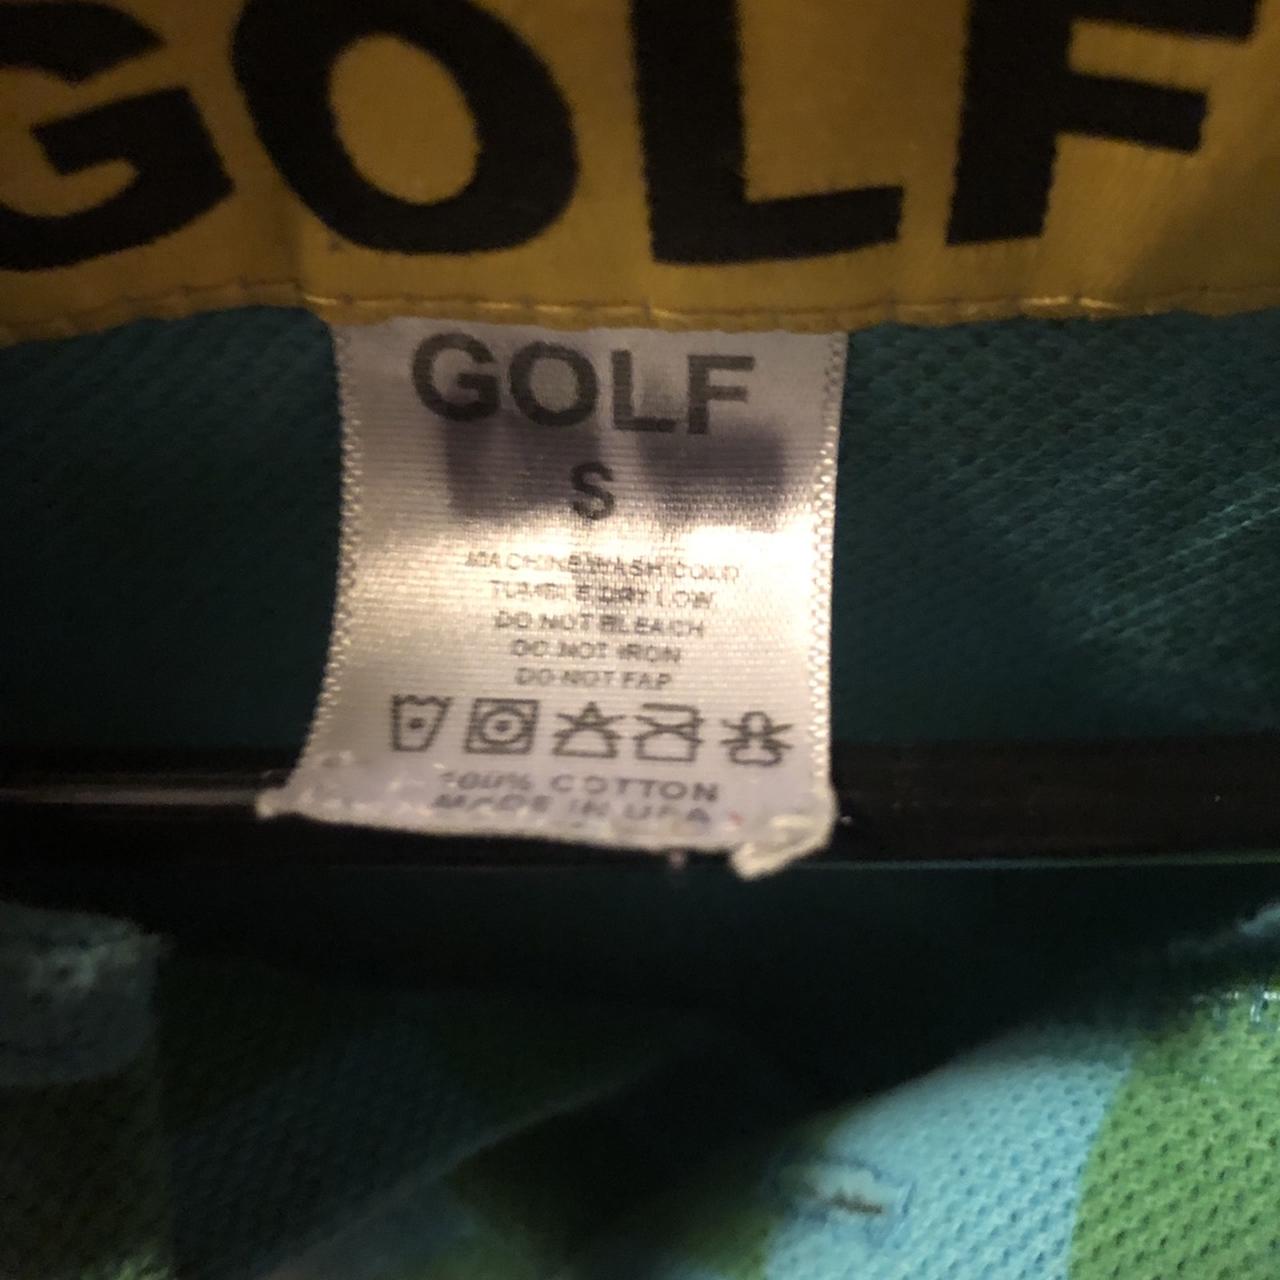 GOLF
GOLF
S
MACHINE WASH COLD
TUMBLE DRY LOW
DO NOT BLEACH
DO NOT IRON
DO NOT FAP
100% COTTON
MADE IN USA